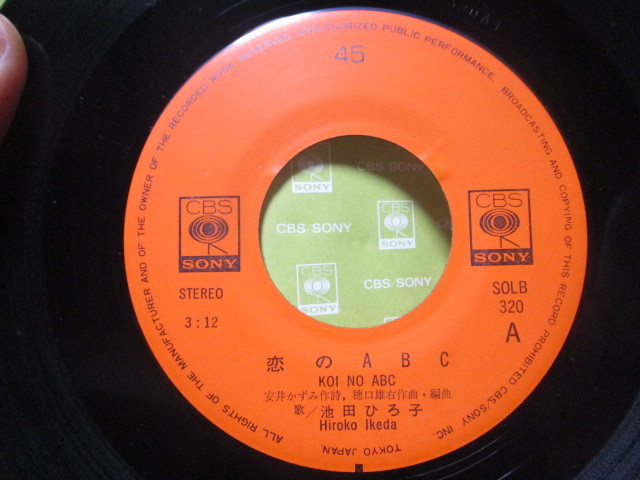 ALL RIGHTS OF THE MANUFACTURER AND OF THE OWNER OF THE RECORDED WORK RESERVED UNAUTHORIZED PUBLIC PERFORMANCE, BROADCASTING AND COPYING OF THIS RECORD PROHIBITED CBS/SONY INC. TOKYO JAPAN.
45
CBS
SONY
CBS
SONY
STEREO
3:12
SOLB
320
A
SONY
CBS/SONY
CBS/SONY
CBS
SONY
CBS
SONY
CBS/SONY
恋のABC
KOI NO ABC
安井かずみ作詩,穂口雄右作曲・編曲
歌/池田ひろ子
Hiroko Ikeda